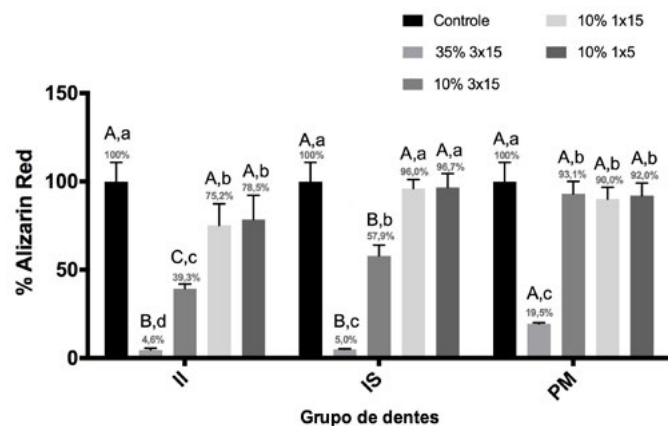 Controle
10% 1x15
35% 3x15
10% 1x5
10% 3x15
% Alizarin Red
150
100
50
0
A,a
100%
B,d
4,6%
C,c
39,3%
A,b
75,2%
A,b
78,5%
A,a
100%
B,c
5,0%
B,b
57,9%
A,a
96,0%
A,a
96,7%
A,a
100%
A,c
19,5%
A,b
93,1%
A,b
90,0%
A,b
92,0%
II
IS
PM
Grupo de dentes